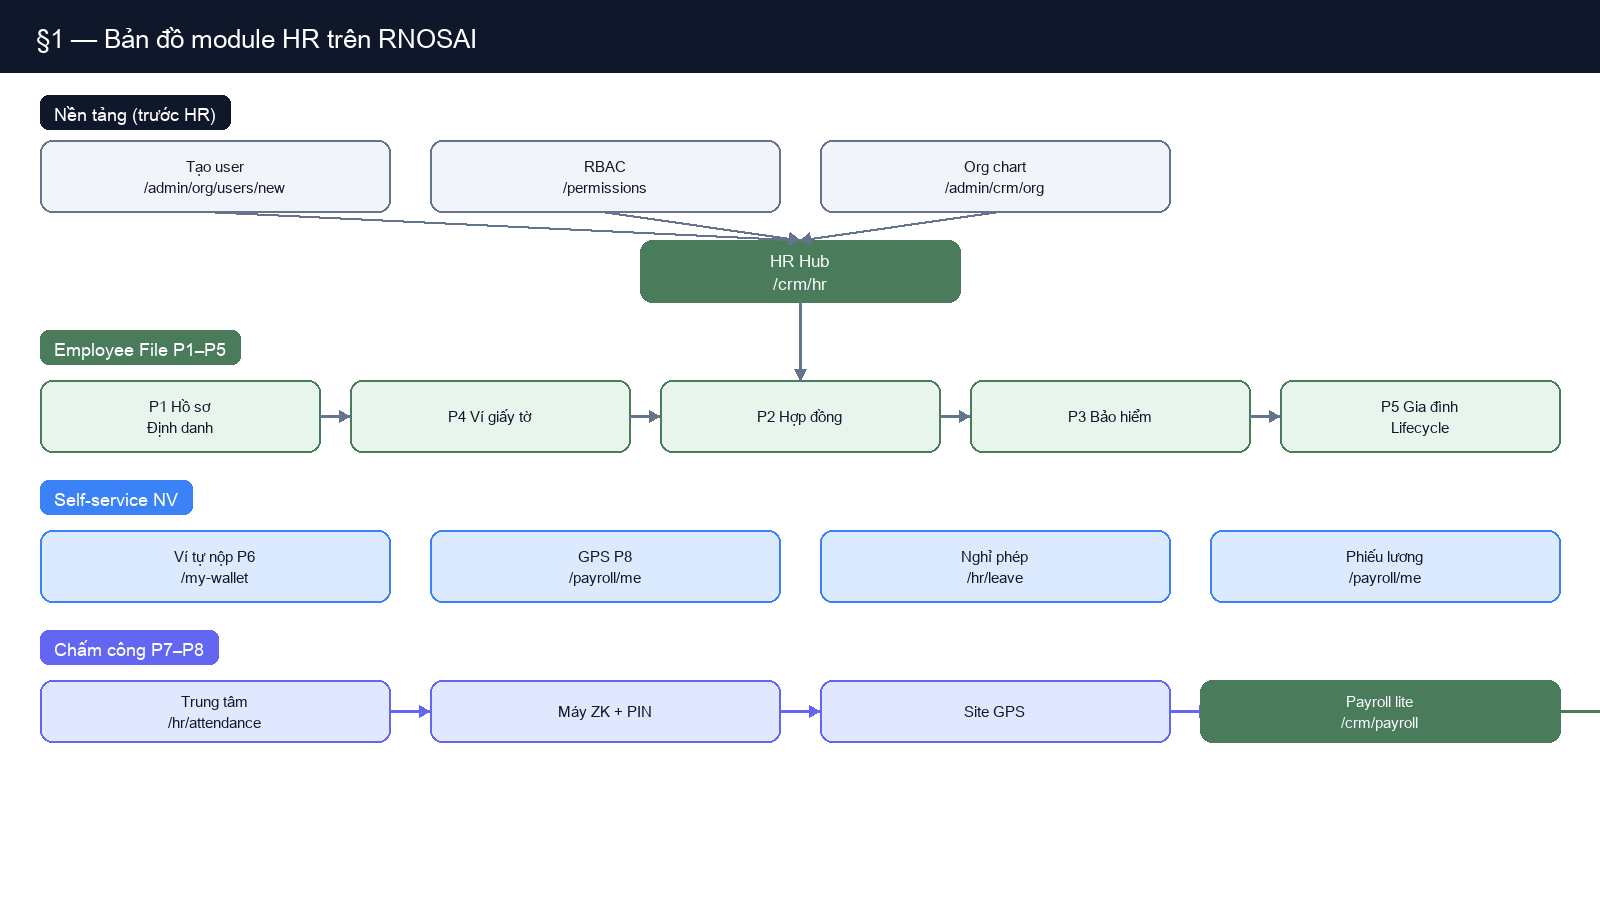 §1 — Bản đồ module HR trên RNOSAI
Nền tảng (trước HR)
Tạo user
/admin/org/users/new
RBAC
/permissions
Org chart
/admin/crm/org
HR Hub
/crm/hr
Employee File P1–P5
P1 Hồ sơ
Định danh
P4 Ví giấy tờ
P2 Hợp đồng
P3 Bảo hiểm
P5 Gia đình
Lifecycle
Self-service NV
Ví tự nộp P6
/my-wallet
GPS P8
/payroll/me
Nghỉ phép
/hr/leave
Phiếu lương
/payroll/me
Chấm công P7–P8
Trung tâm
/hr/attendance
Máy ZK + PIN
Site GPS
Payroll lite
/crm/payroll